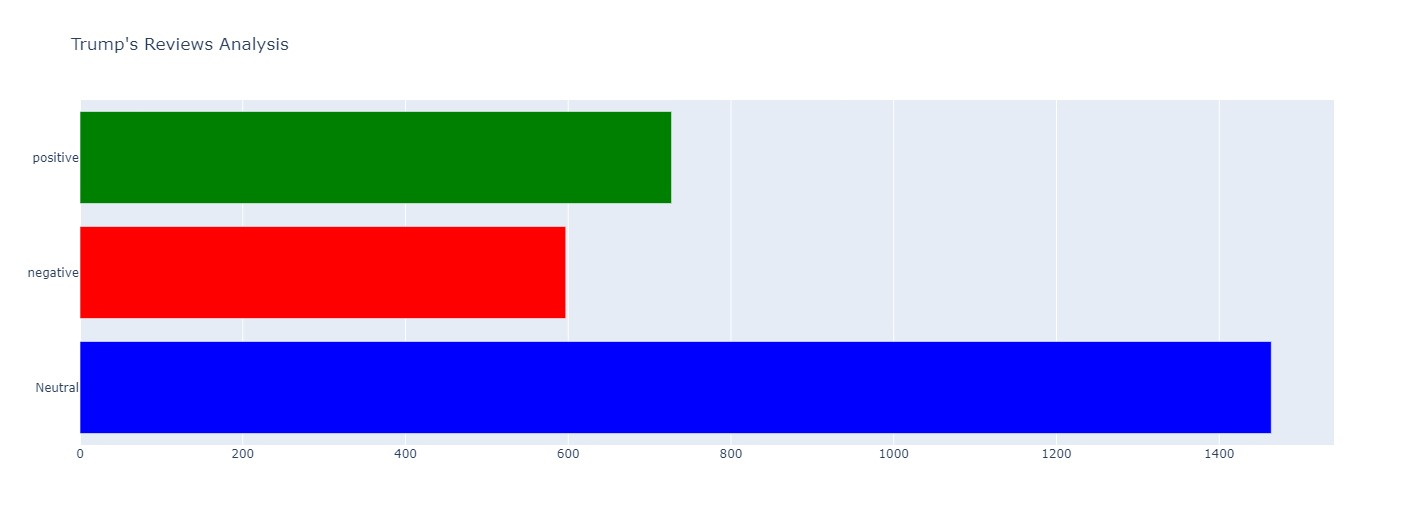 Trump's Reviews Analysis
positive
negative
Neutral
0 200 400 600 800 1000 1200 1400